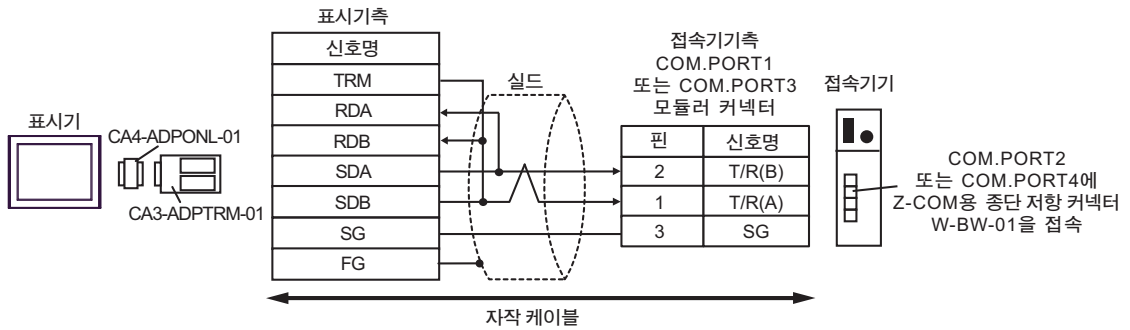 표시기
CA4-ADPONL-01
CA3-ADPTRM-01
표시기측
신호명
TRM
RDA
RDB
SDA
SDB
SG
FG
실드
접속기기측
COM.PORT1
또는 COM.PORT3
모듈러 커넥터
핀 신호명
2 T/R(B)
1 T/R(A)
3 SG
접속기기
COM.PORT2
또는 COM.PORT4에
Z-COM용 종단 저항 커넥터
W-BW-01을 접속
자작 케이블